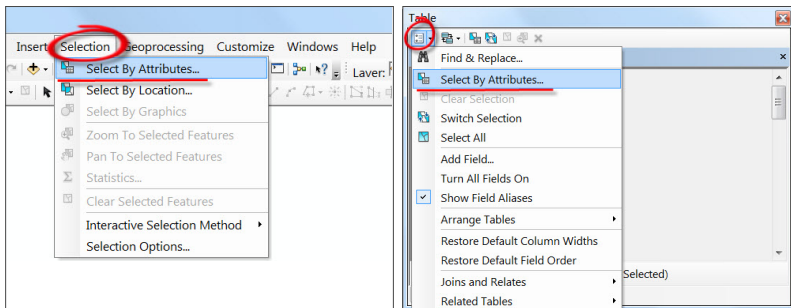 Insert Selection Geoprocessing Customize Windows Help
Select By Attributes...
Layer:
Select By Location...
Select By Graphics
Zoom To Selected Features
Pan To Selected Features
Statistics...
Clear Selected Features
Interactive Selection Method
Selection Options...
Table
Find & Replace...
Select By Attributes...
Clear Selection
Switch Selection
Select All
Add Field...
Turn All Fields On
Show Field Aliases
Arrange Tables
Restore Default Column Widths
Restore Default Field Order
Joins and Relates
Selected)
Related Tables